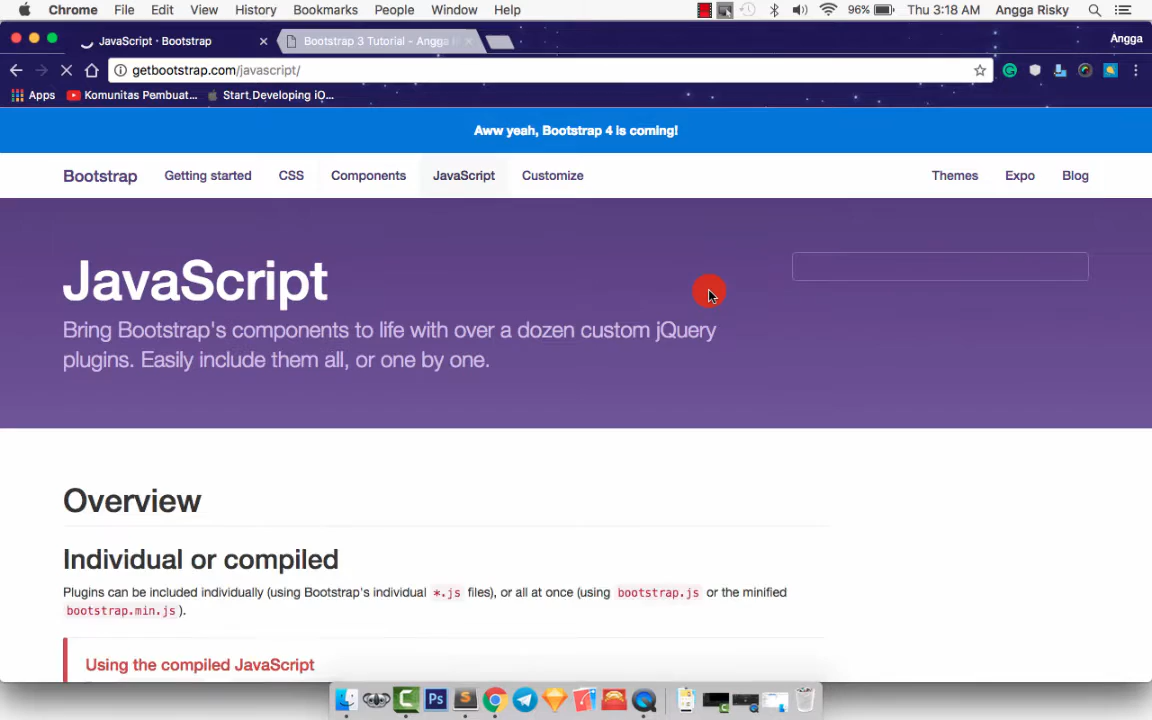 Chrome File Edit View History Bookmarks People Window Help 96% Thu 3:18 AM Angga Risky
JavaScript · Bootstrap Bootstrap 3 Tutorial - Angga Angga
getbootstrap.com/javascript/
Apps Komunitas Pembuat... Start Developing iO...
Aww yeah, Bootstrap 4 is coming!
Bootstrap Getting started CSS Components JavaScript Customize Themes Expo Blog
JavaScript
Bring Bootstrap's components to life with over a dozen custom jQuery
plugins. Easily include them all, or one by one.
Overview
Individual or compiled
Plugins can be included individually (using Bootstrap's individual *.js files), or all at once (using bootstrap.js or the minified
bootstrap.min.js).
Using the compiled JavaScript
Ps